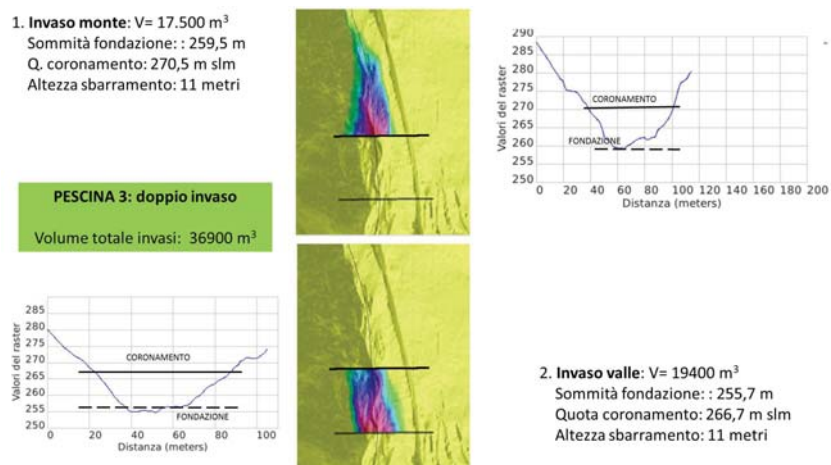 1. Invaso monte: V= 17.500 m³
Sommità fondazione: : 259,5 m
Q. coronamento: 270,5 m slm
Altezza sbarramento: 11 metri
290
285
280
275
270
265
260
255
250
Valori del raster
CORONAMENTO
FONDAZIONE
0 20 40 60 80 100 120 140 160 180 200
Distanza (meters)
PESCINA 3: doppio invaso
Volume totale invasi: 36900 m³
285
280
275
270
265
260
255
250
Valori del raster
CORONAMENTO
FONDAZIONE
0 20 40 60 80 100
Distanza (meters)
2. Invaso valle: V= 19400 m³
Sommità fondazione: : 255,7 m
Quota coronamento: 266,7 m slm
Altezza sbarramento: 11 metri